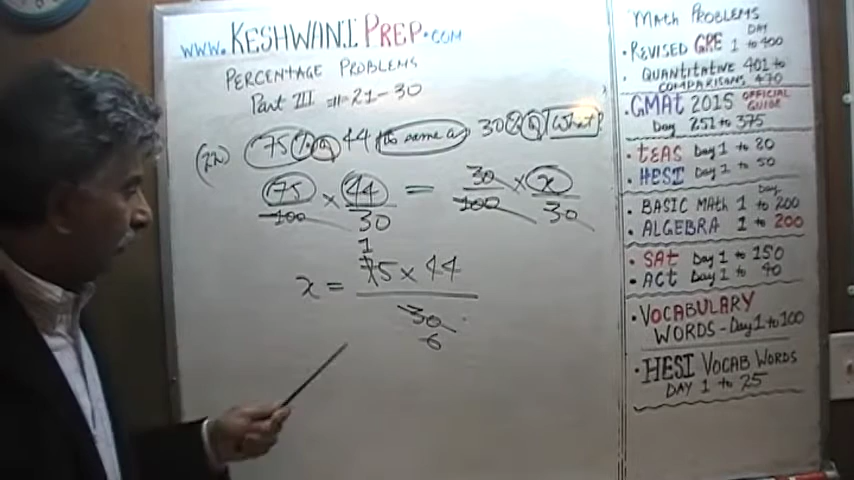 www.KESHWANI PREP.COM
PERCENTAGE PROBLEMS
Part III =11=21-30
(22) 75 % of 44 is same as 30 % of What?
75/100 × 44/30 = 30/100 × x/30
1
x = 75 × 44
30
6
MATH PROBLEMS
DAY
• REVISED GRE 1 to 400
• QUANTITATIVE 401 to
COMPARISONS 470
• GMAT 2015 OFFICIAL GUIDE
Day 251 to 375
• TEAS Day 1 to 20
• HESI Day 1 to 50
Day
• BASIC MATH 1 to 200
• ALGEBRA 1 to 200
• SAT Day 1 to 150
• ACT Day 1 to 40
• VOCABULARY
WORDS - Day 1 to 100
• HESI VOCAB WORDS
DAY 1 to 25